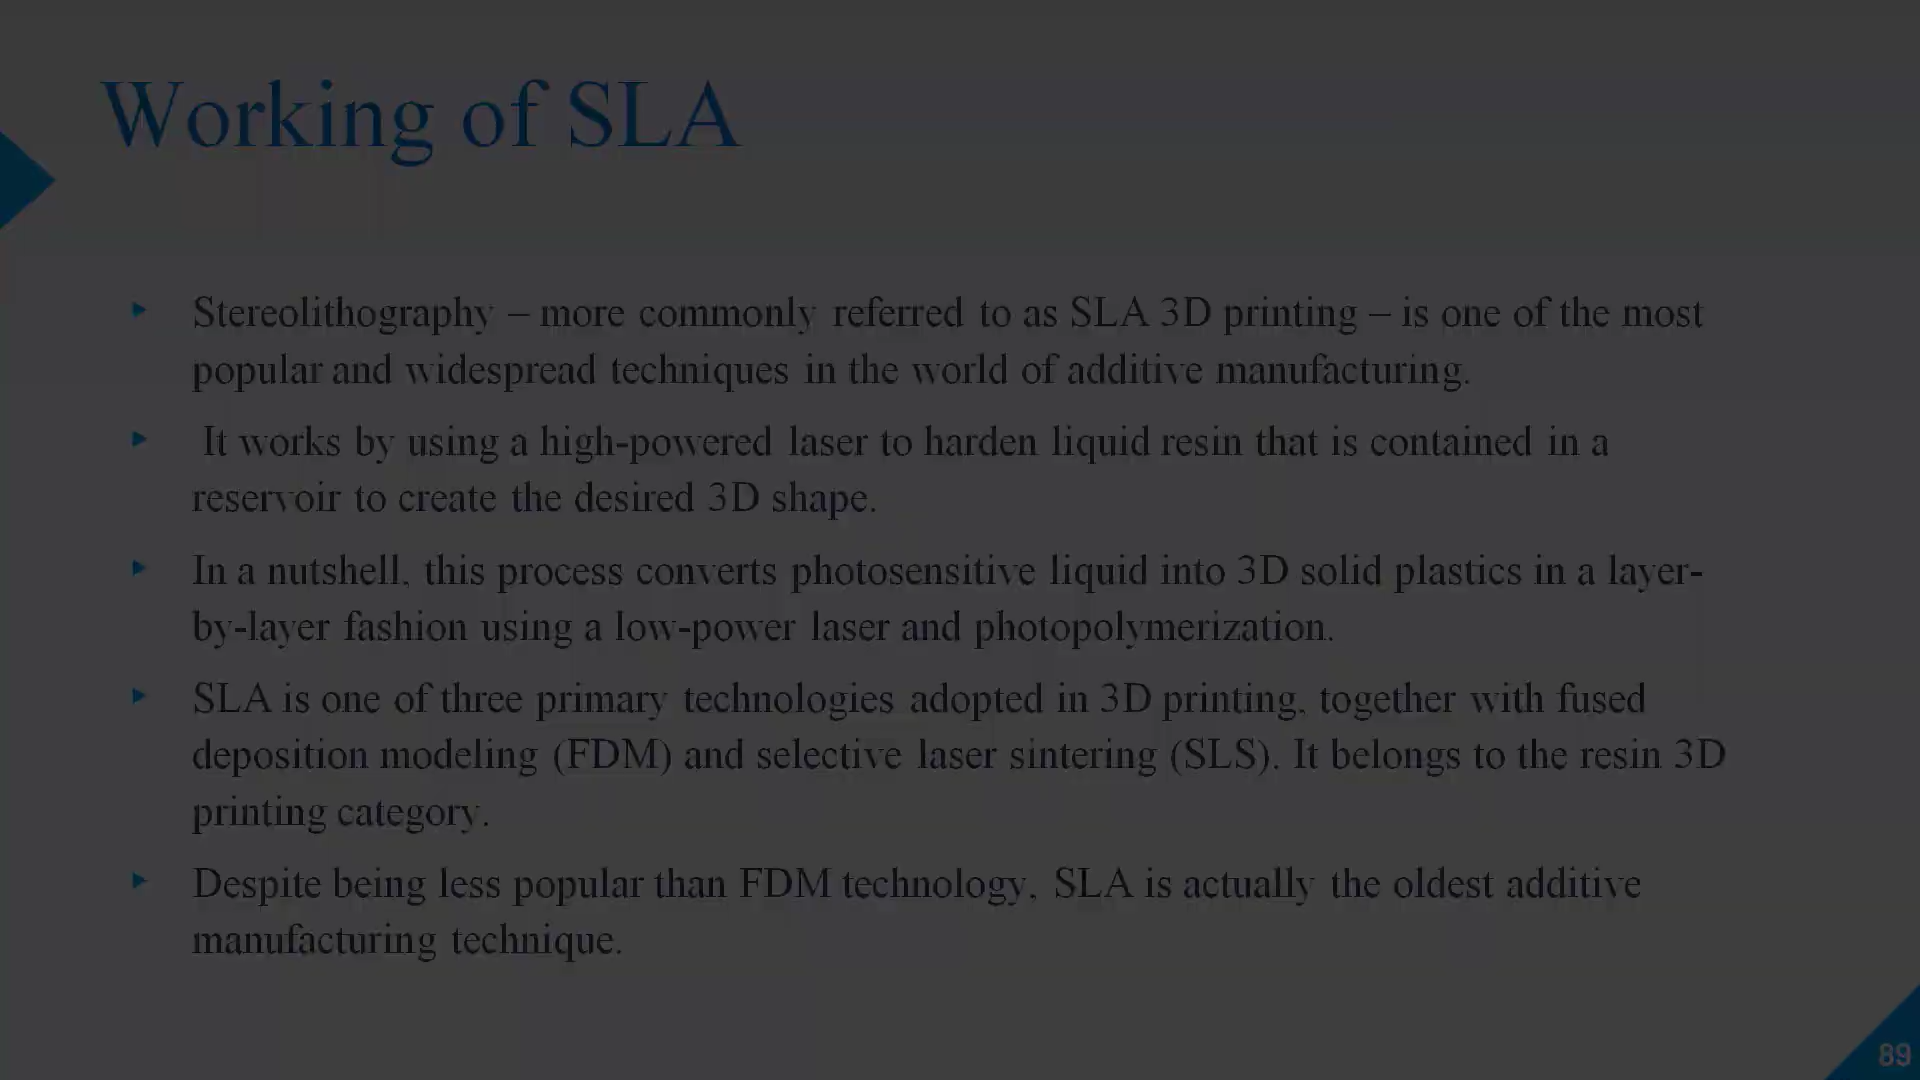 Working of SLA
Stereolithography – more commonly referred to as SLA 3D printing – is one of the most
popular and widespread techniques in the world of additive manufacturing.
It works by using a high-powered laser to harden liquid resin that is contained in a
reservoir to create the desired 3D shape.
In a nutshell, this process converts photosensitive liquid into 3D solid plastics in a layer-
by-layer fashion using a low-power laser and photopolymerization.
SLA is one of three primary technologies adopted in 3D printing, together with fused
deposition modeling (FDM) and selective laser sintering (SLS). It belongs to the resin 3D
printing category.
Despite being less popular than FDM technology, SLA is actually the oldest additive
manufacturing technique.
89